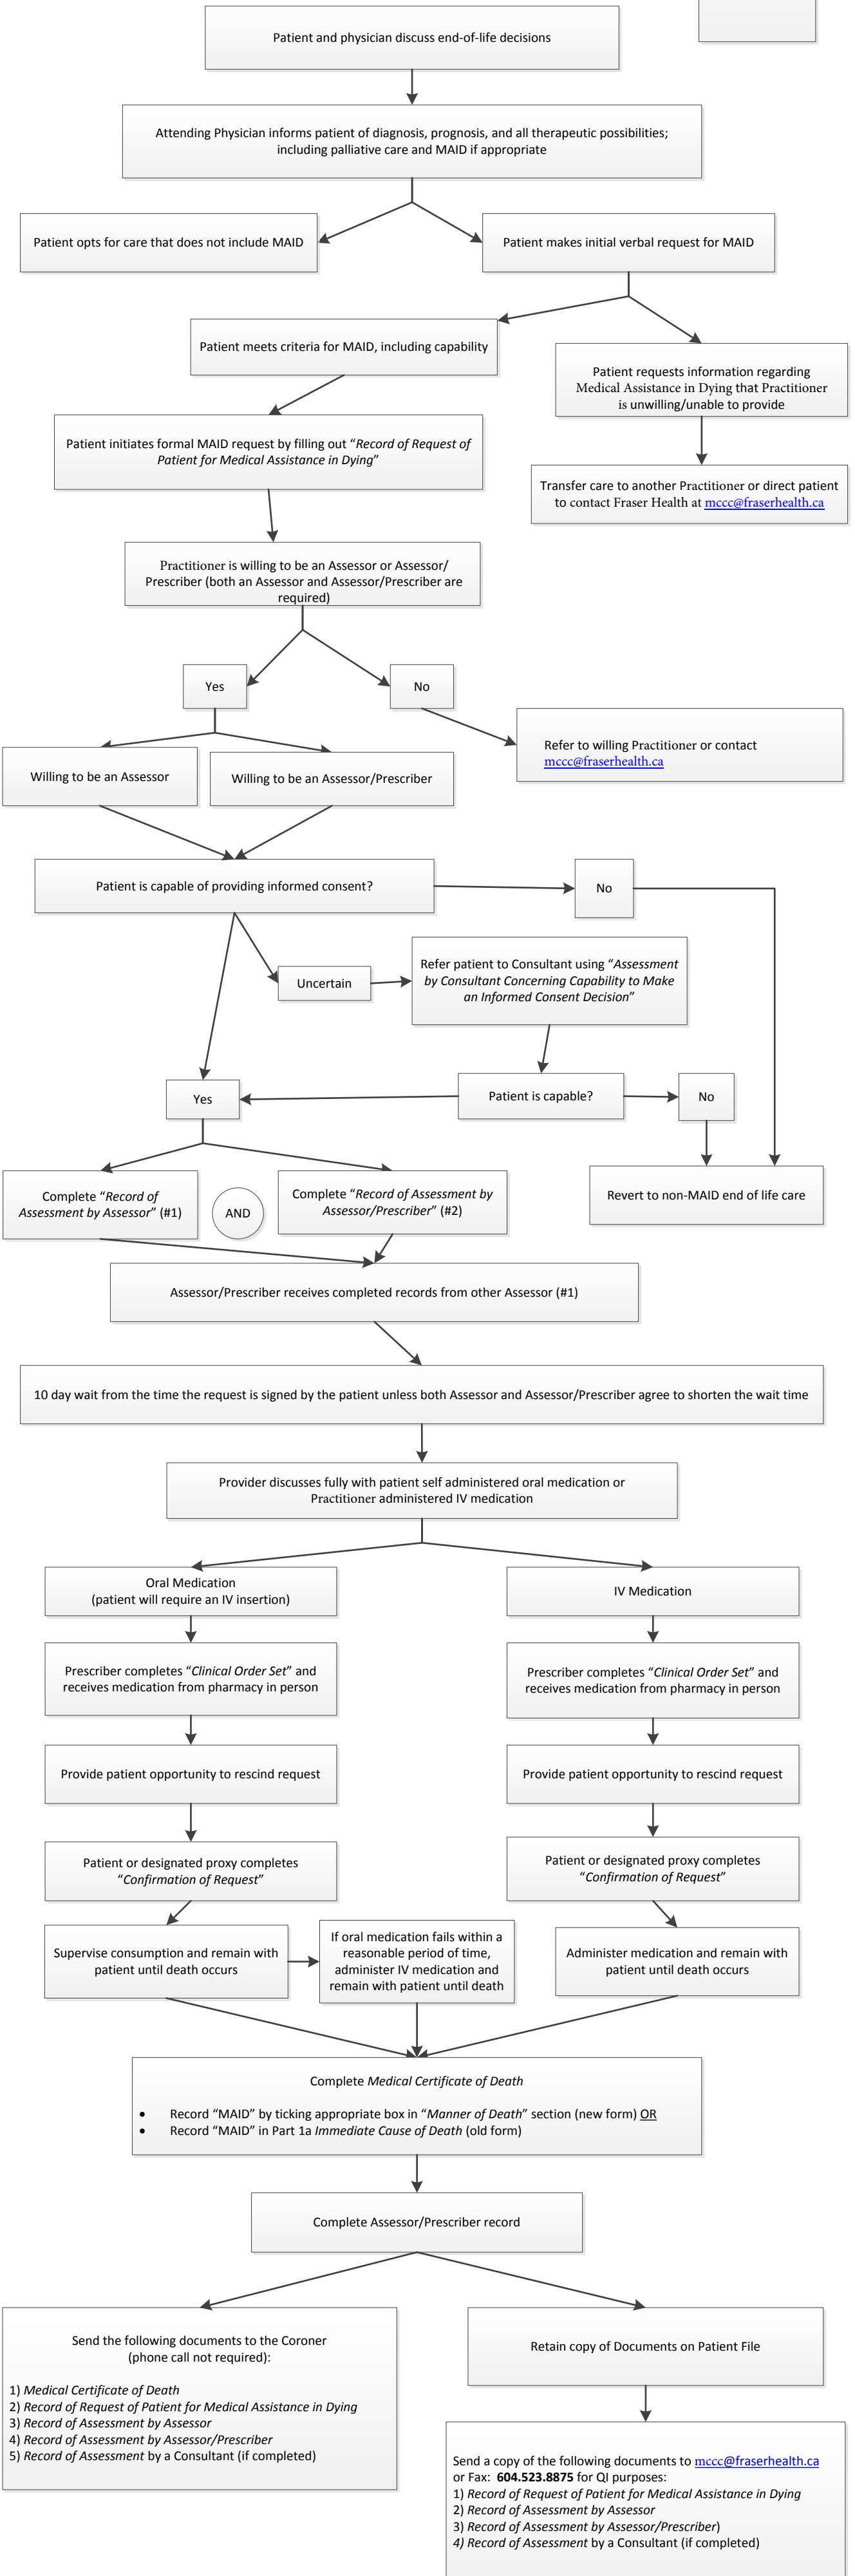 Patient and physician discuss end-of-life decisions
Attending Physician informs patient of diagnosis, prognosis, and all therapeutic possibilities;
including palliative care and MAID if appropriate
Patient opts for care that does not include MAID
Patient makes initial verbal request for MAID
Patient meets criteria for MAID, including capability
Patient requests information regarding
Medical Assistance in Dying that Practitioner
is unwilling/unable to provide
Patient initiates formal MAID request by filling out “Record of Request of
Patient for Medical Assistance in Dying”
Transfer care to another Practitioner or direct patient
to contact Fraser Health at mccc@fraserhealth.ca
Practitioner is willing to be an Assessor or Assessor/
Prescriber (both an Assessor and Assessor/Prescriber are
required)
Yes
No
Refer to willing Practitioner or contact
mccc@fraserhealth.ca
Willing to be an Assessor
Willing to be an Assessor/Prescriber
Patient is capable of providing informed consent?
No
Uncertain
Refer patient to Consultant using “Assessment
by Consultant Concerning Capability to Make
an Informed Consent Decision”
Yes
Patient is capable?
No
Complete “Record of
Assessment by Assessor” (#1)
AND
Complete “Record of Assessment by
Assessor/Prescriber” (#2)
Revert to non-MAID end of life care
Assessor/Prescriber receives completed records from other Assessor (#1)
10 day wait from the time the request is signed by the patient unless both Assessor and Assessor/Prescriber agree to shorten the wait time
Provider discusses fully with patient self administered oral medication or
Practitioner administered IV medication
Oral Medication
(patient will require an IV insertion)
IV Medication
Prescriber completes “Clinical Order Set” and
receives medication from pharmacy in person
Prescriber completes “Clinical Order Set” and
receives medication from pharmacy in person
Provide patient opportunity to rescind request
Provide patient opportunity to rescind request
Patient or designated proxy completes
“Confirmation of Request”
Patient or designated proxy completes
“Confirmation of Request”
Supervise consumption and remain with
patient until death occurs
If oral medication fails within a
reasonable period of time,
administer IV medication and
remain with patient until death
Administer medication and remain with
patient until death occurs
Complete Medical Certificate of Death
• Record “MAID” by ticking appropriate box in “Manner of Death” section (new form) OR
• Record “MAID” in Part 1a Immediate Cause of Death (old form)
Complete Assessor/Prescriber record
Send the following documents to the Coroner
(phone call not required):
1) Medical Certificate of Death
2) Record of Request of Patient for Medical Assistance in Dying
3) Record of Assessment by Assessor
4) Record of Assessment by Assessor/Prescriber
5) Record of Assessment by a Consultant (if completed)
Retain copy of Documents on Patient File
Send a copy of the following documents to mccc@fraserhealth.ca
or Fax: 604.523.8875 for QI purposes:
1) Record of Request of Patient for Medical Assistance in Dying
2) Record of Assessment by Assessor
3) Record of Assessment by Assessor/Prescriber)
4) Record of Assessment by a Consultant (if completed)